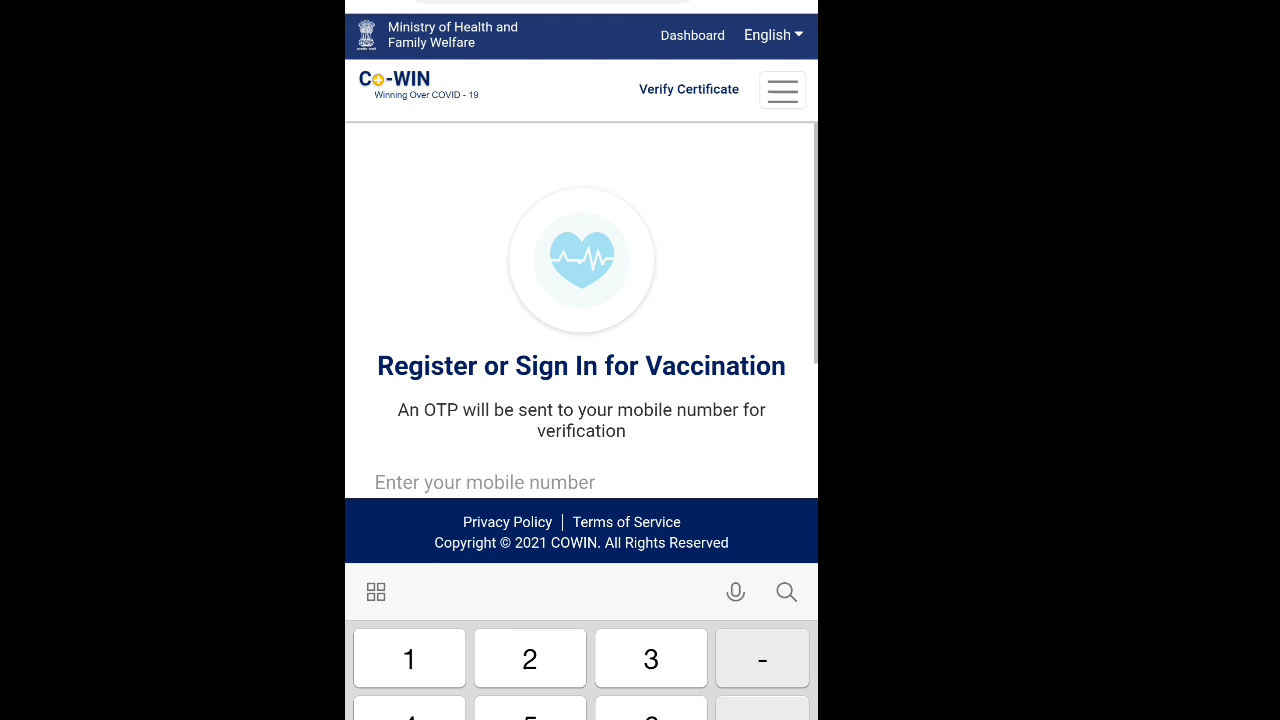 Ministry of Health and
Family Welfare
Dashboard
English
Co-WIN
Winning Over COVID - 19
Verify Certificate
Register or Sign In for Vaccination
An OTP will be sent to your mobile number for
verification
Enter your mobile number
Privacy Policy | Terms of Service
Copyright © 2021 COWIN. All Rights Reserved
1 2 3 -